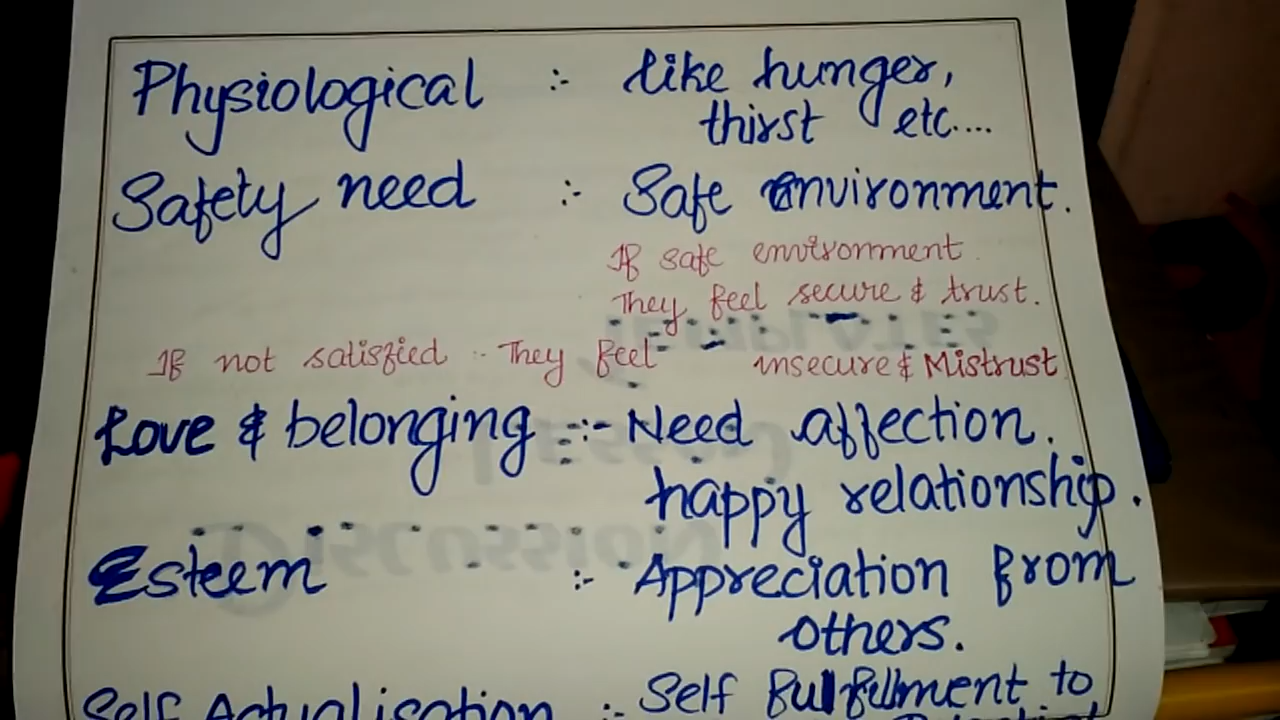 Physiological :- like hunger,
thirst etc....
Safety need :- Safe environment.
If safe environment.
They feel secure & trust.
If not satisfied :- They feel insecure & Mistrust
Love & belonging :- Need affection.
happy relationship.
Esteem :- Appreciation from
others.
Self Actualisation :- Self fulfillment to